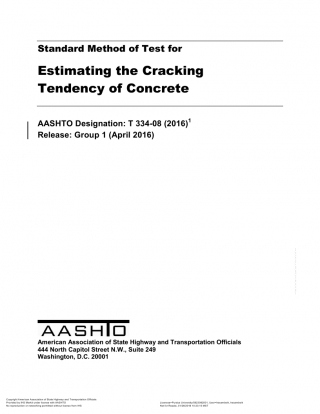 Standard Method of Test for
Estimating the Cracking
Tendency of Concrete
AASHTO Designation: T 334-08 (2016)1
Release: Group 1 (April 2016)
AASHTO
American Association of State Highway and Transportation Officials
444 North Capitol Street N.W., Suite 249
Washington, D.C. 20001